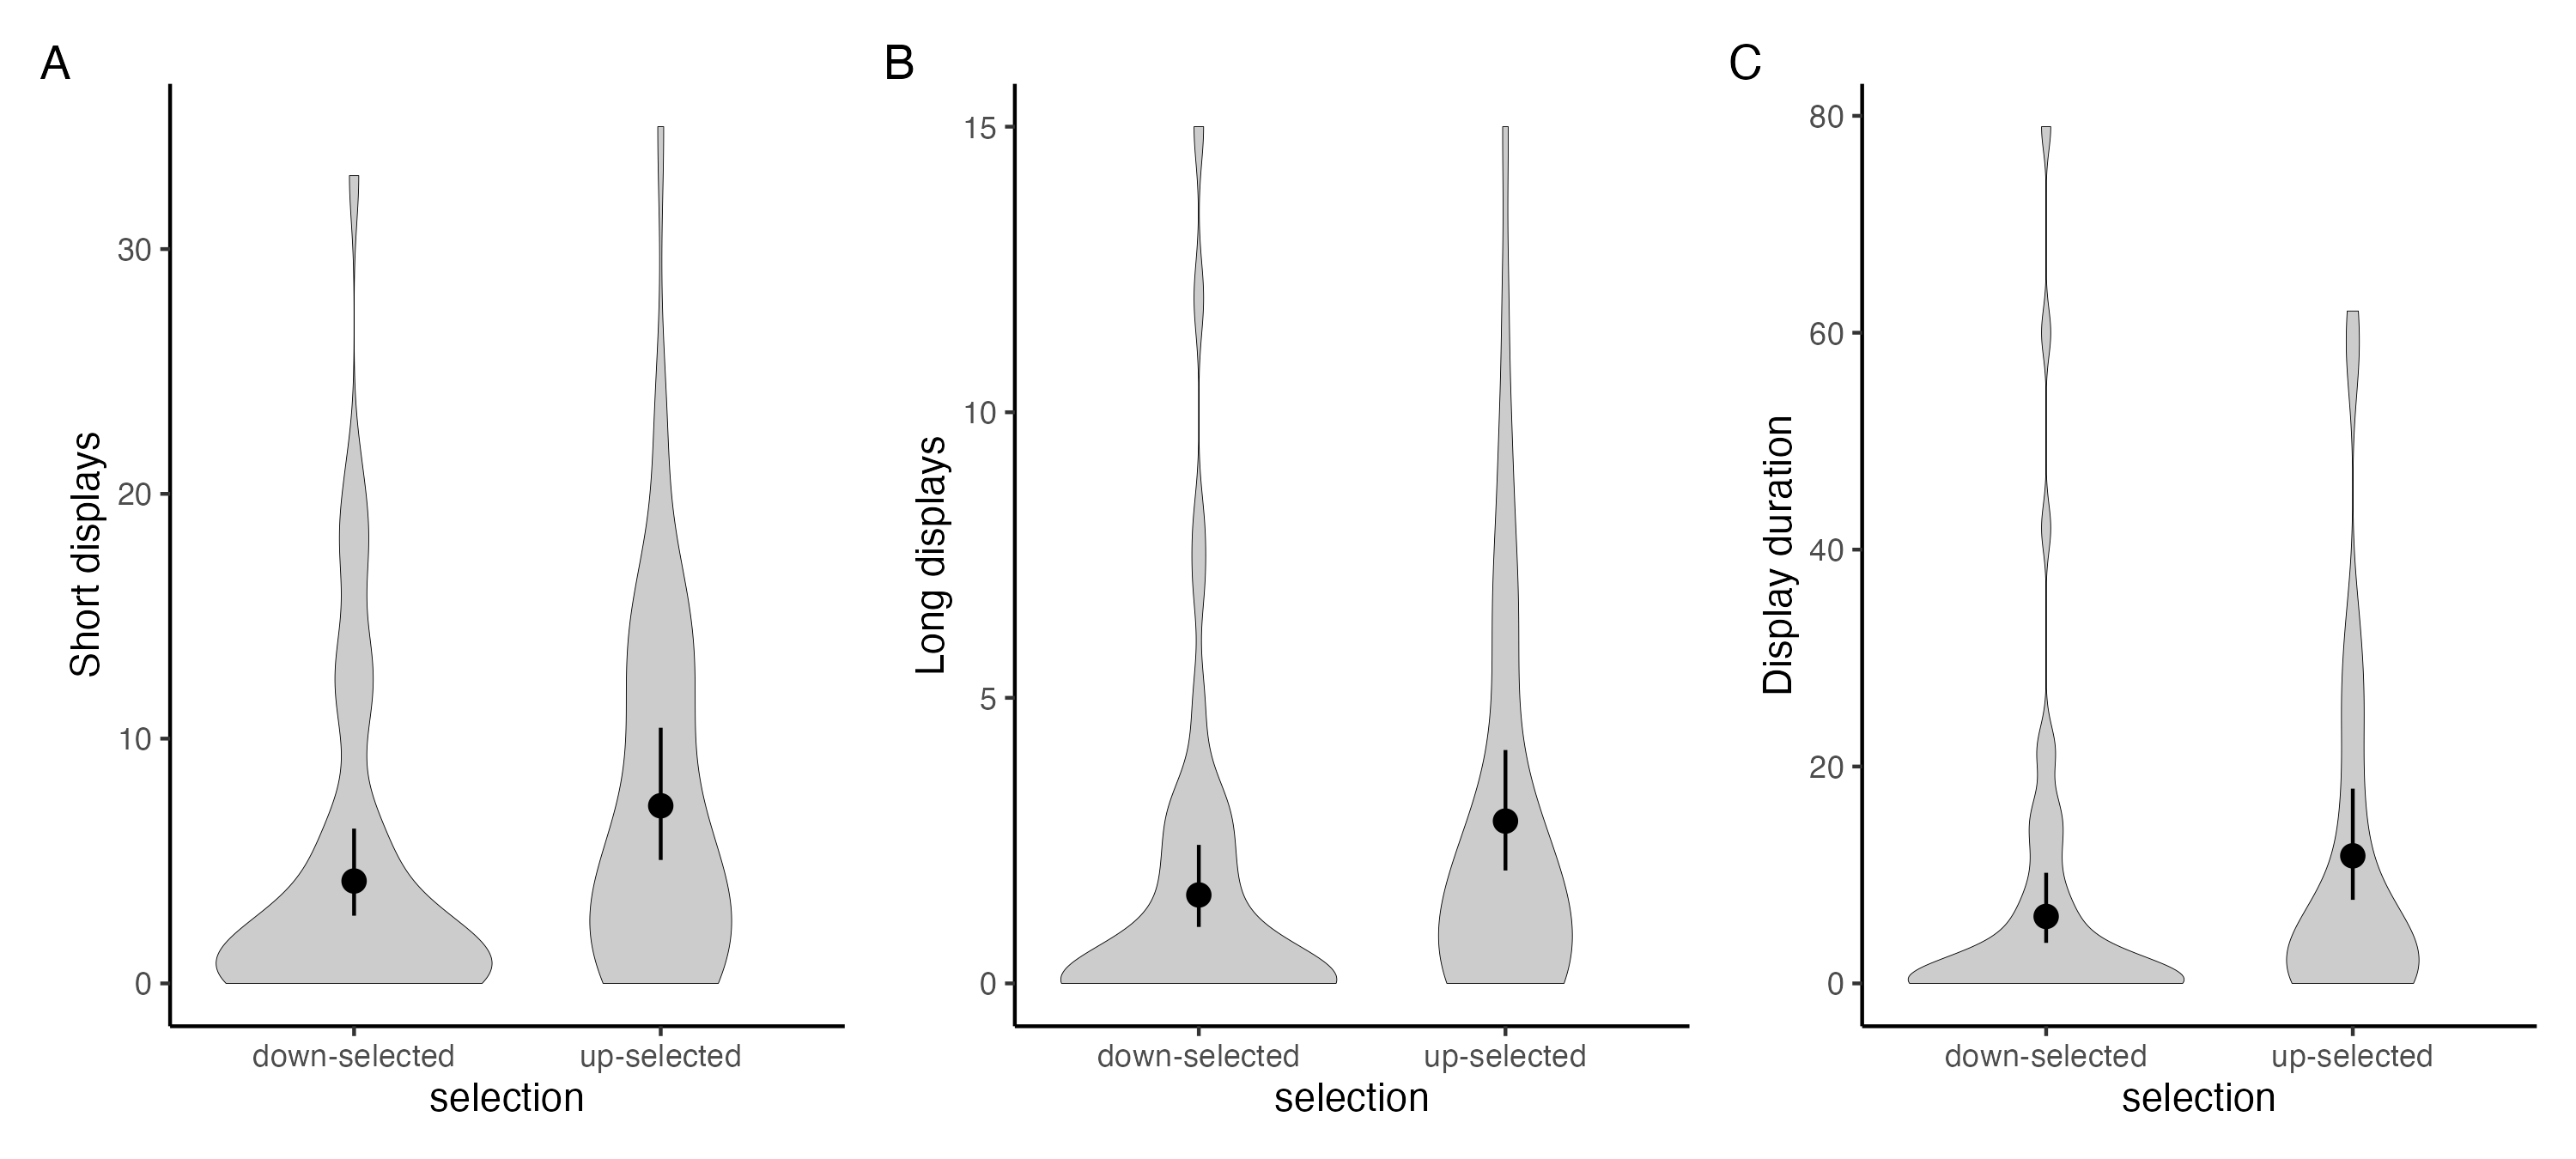 A
Short displays
30
20
10
0
down-selected
up-selected
selection
B
Long displays
15
10
5
0
down-selected
up-selected
selection
C
Display duration
80
60
40
20
0
down-selected
up-selected
selection